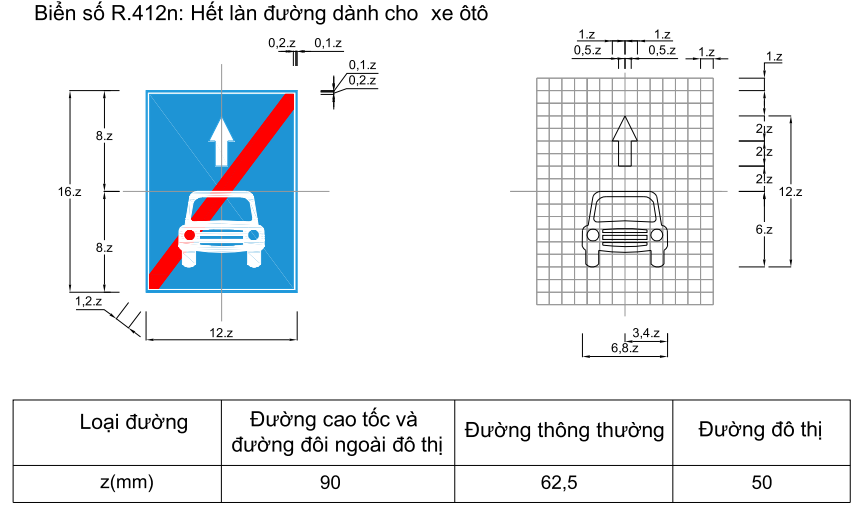 Biển số R.412n: Hết làn đường dành cho xe ôtô
0,2.z 0,1.z
0,1.z
0,2.z
8.z
16.z
8.z
1,2.z
12.z
1.z 1.z
0,5.z 0,5.z 1.z
1.z
2.z
2.z
2.z
12.z
6.z
3,4.z
6,8.z
Loại đường
Đường cao tốc và
đường đôi ngoài đô thị
Đường thông thường
Đường đô thị
z(mm) 90 62,5 50